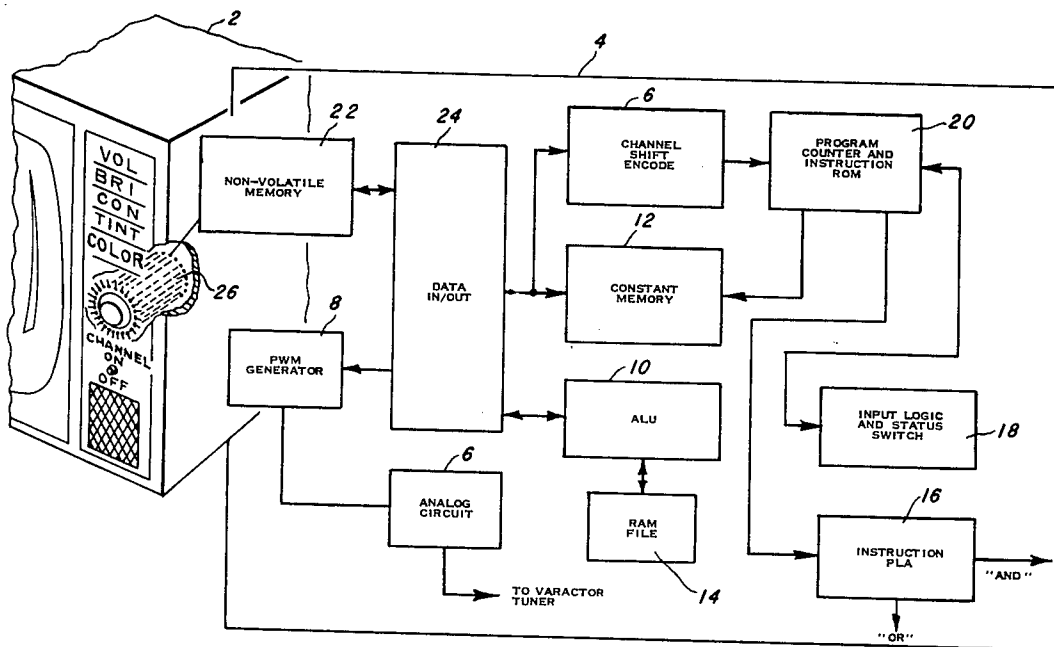 2
4
VOL
BRI
CON
TINT
COLOR
26
CHANNEL
ON
OFF
22
NON-VOLATILE
MEMORY
24
DATA
IN/OUT
6
CHANNEL
SHIFT
ENCODE
20
PROGRAM
COUNTER AND
INSTRUCTION
ROM
12
CONSTANT
MEMORY
8
PWM
GENERATOR
10
ALU
INPUT LOGIC
AND STATUS
SWITCH
18
6
ANALOG
CIRCUIT
RAM
FILE
14
16
INSTRUCTION
PLA
"AND"
"OR"
TO VARACTOR
TUNER